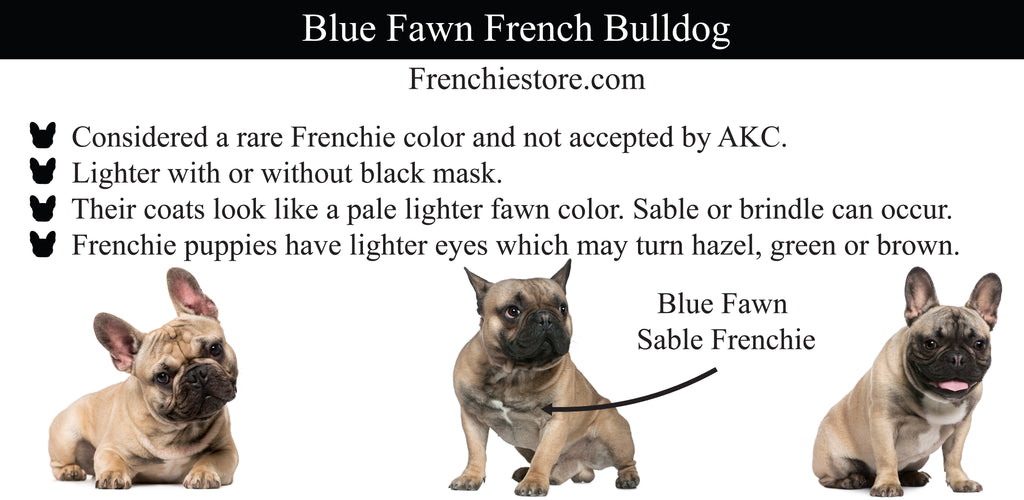 Blue Fawn French Bulldog
Frenchiestore.com
Considered a rare Frenchie color and not accepted by AKC.
Lighter with or without black mask.
Their coats look like a pale lighter fawn color. Sable or brindle can occur.
Frenchie puppies have lighter eyes which may turn hazel, green or brown.
Blue Fawn
Sable Frenchie